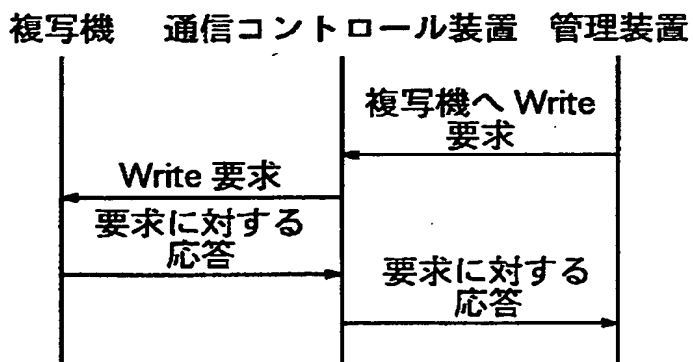 複写機 通信コントロール装置 管理装置
複写機へ Write
要求
Write 要求
要求に対する
応答
要求に対する
応答